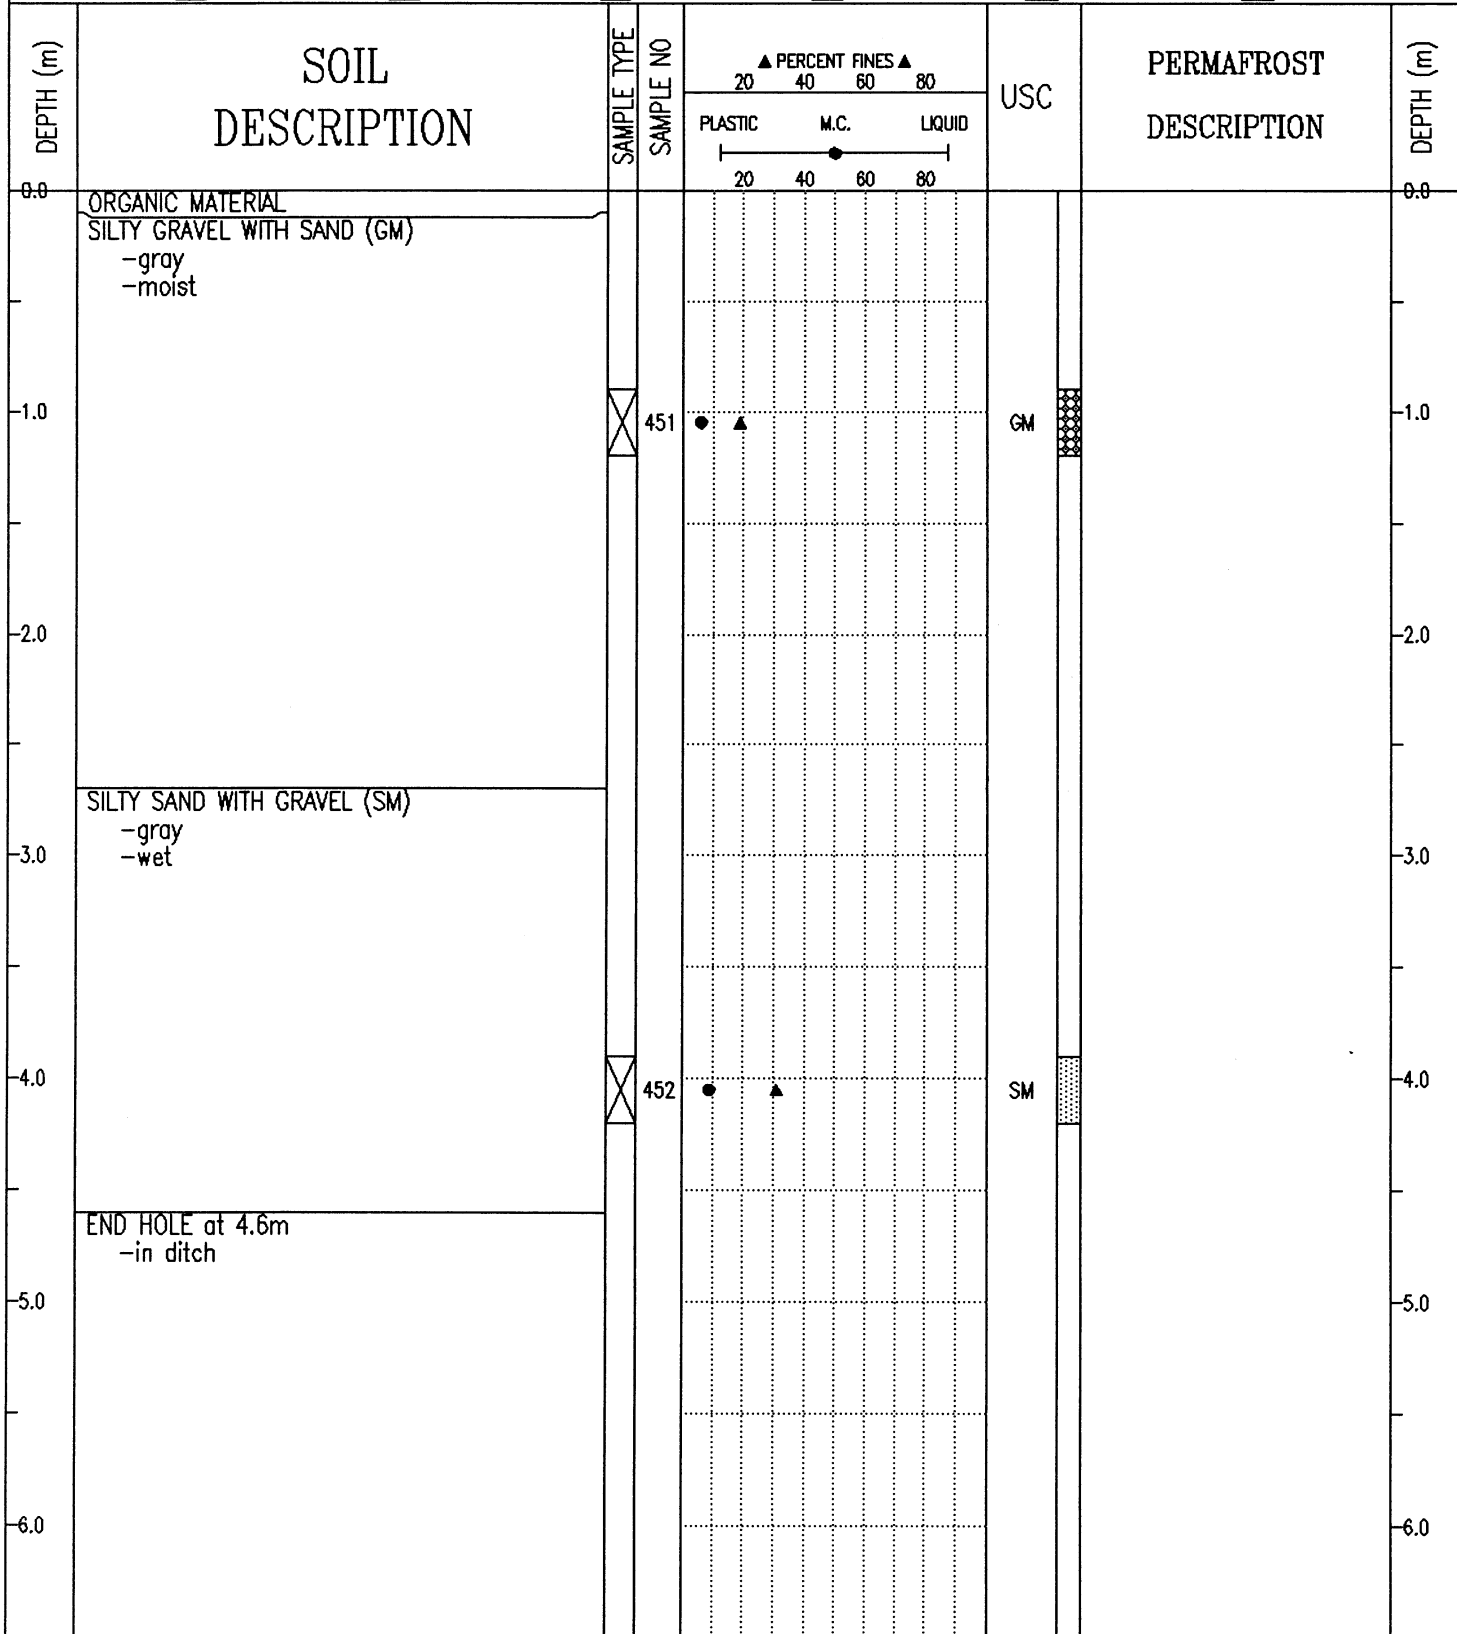 DEPTH (m)
SOIL
DESCRIPTION
SAMPLE TYPE
SAMPLE NO
▲ PERCENT FINES ▲
20 40 60 80
PLASTIC M.C. LIQUID
20 40 60 80
USC
PERMAFROST
DESCRIPTION
DEPTH (m)
0.0 0.0
ORGANIC MATERIAL
SILTY GRAVEL WITH SAND (GM)
-gray
-moist
1.0 451 GM 1.0
2.0 2.0
SILTY SAND WITH GRAVEL (SM)
-gray
-wet
3.0 3.0
4.0 452 SM 4.0
END HOLE at 4.6m
-in ditch
5.0 5.0
6.0 6.0